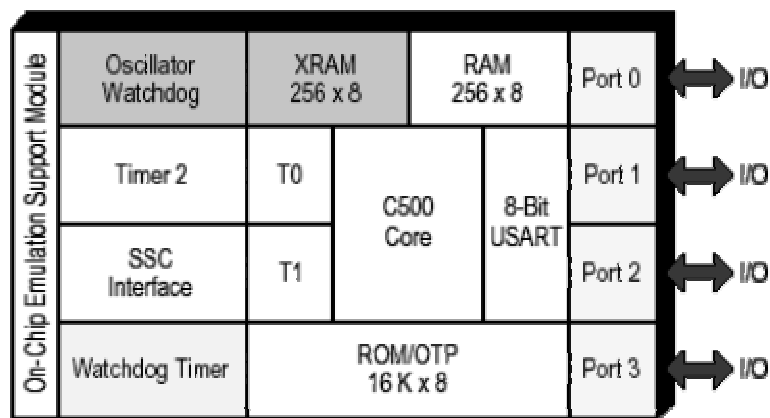 On-Chip Emulation Support Module
Oscillator
Watchdog
XRAM
256 x 8
RAM
256 x 8
Port 0
I/O
Timer 2
T0
C500
Core
8-Bit
USART
Port 1
I/O
SSC
Interface
T1
Port 2
I/O
Watchdog Timer
ROM/OTP
16 K x 8
Port 3
I/O